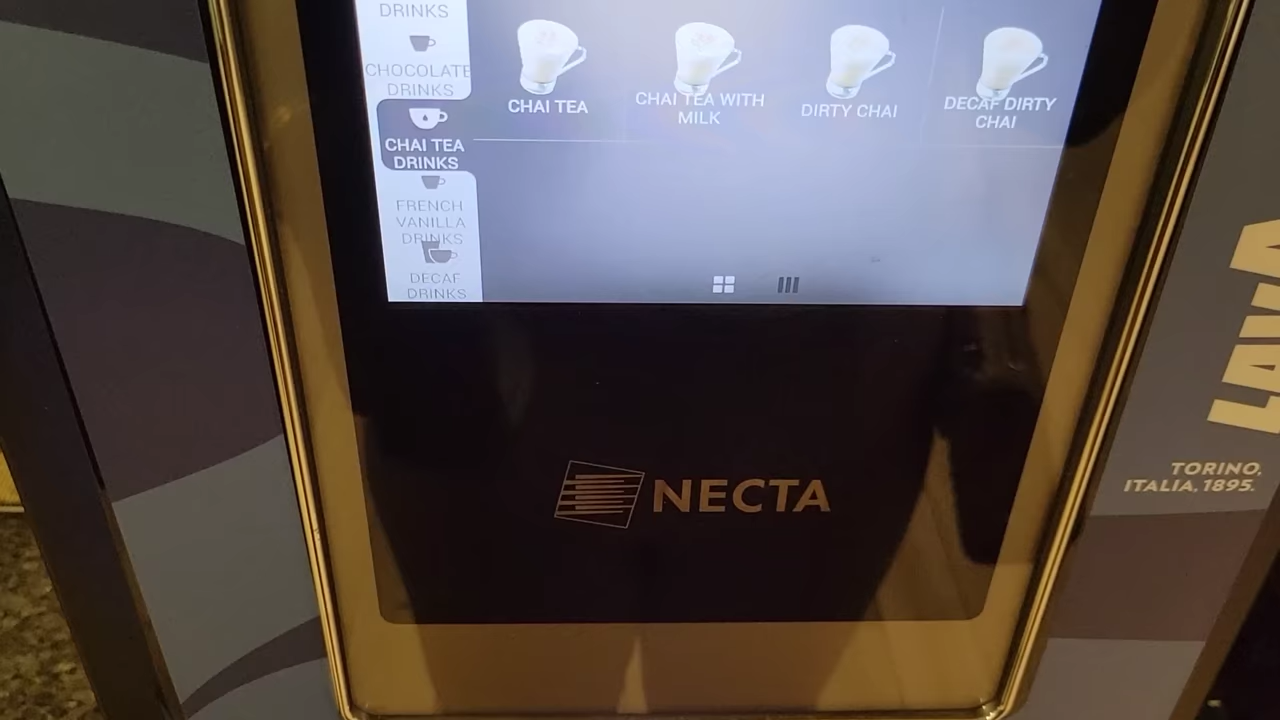 DRINKS
CHOCOLATE
DRINKS
CHAI TEA
DRINKS
FRENCH
VANILLA
DRINKS
DECAF
DRINKS
CHAI TEA
CHAI TEA WITH
MILK
DIRTY CHAI
DECAF DIRTY
CHAI
NECTA
TORINO,
ITALIA, 1895.